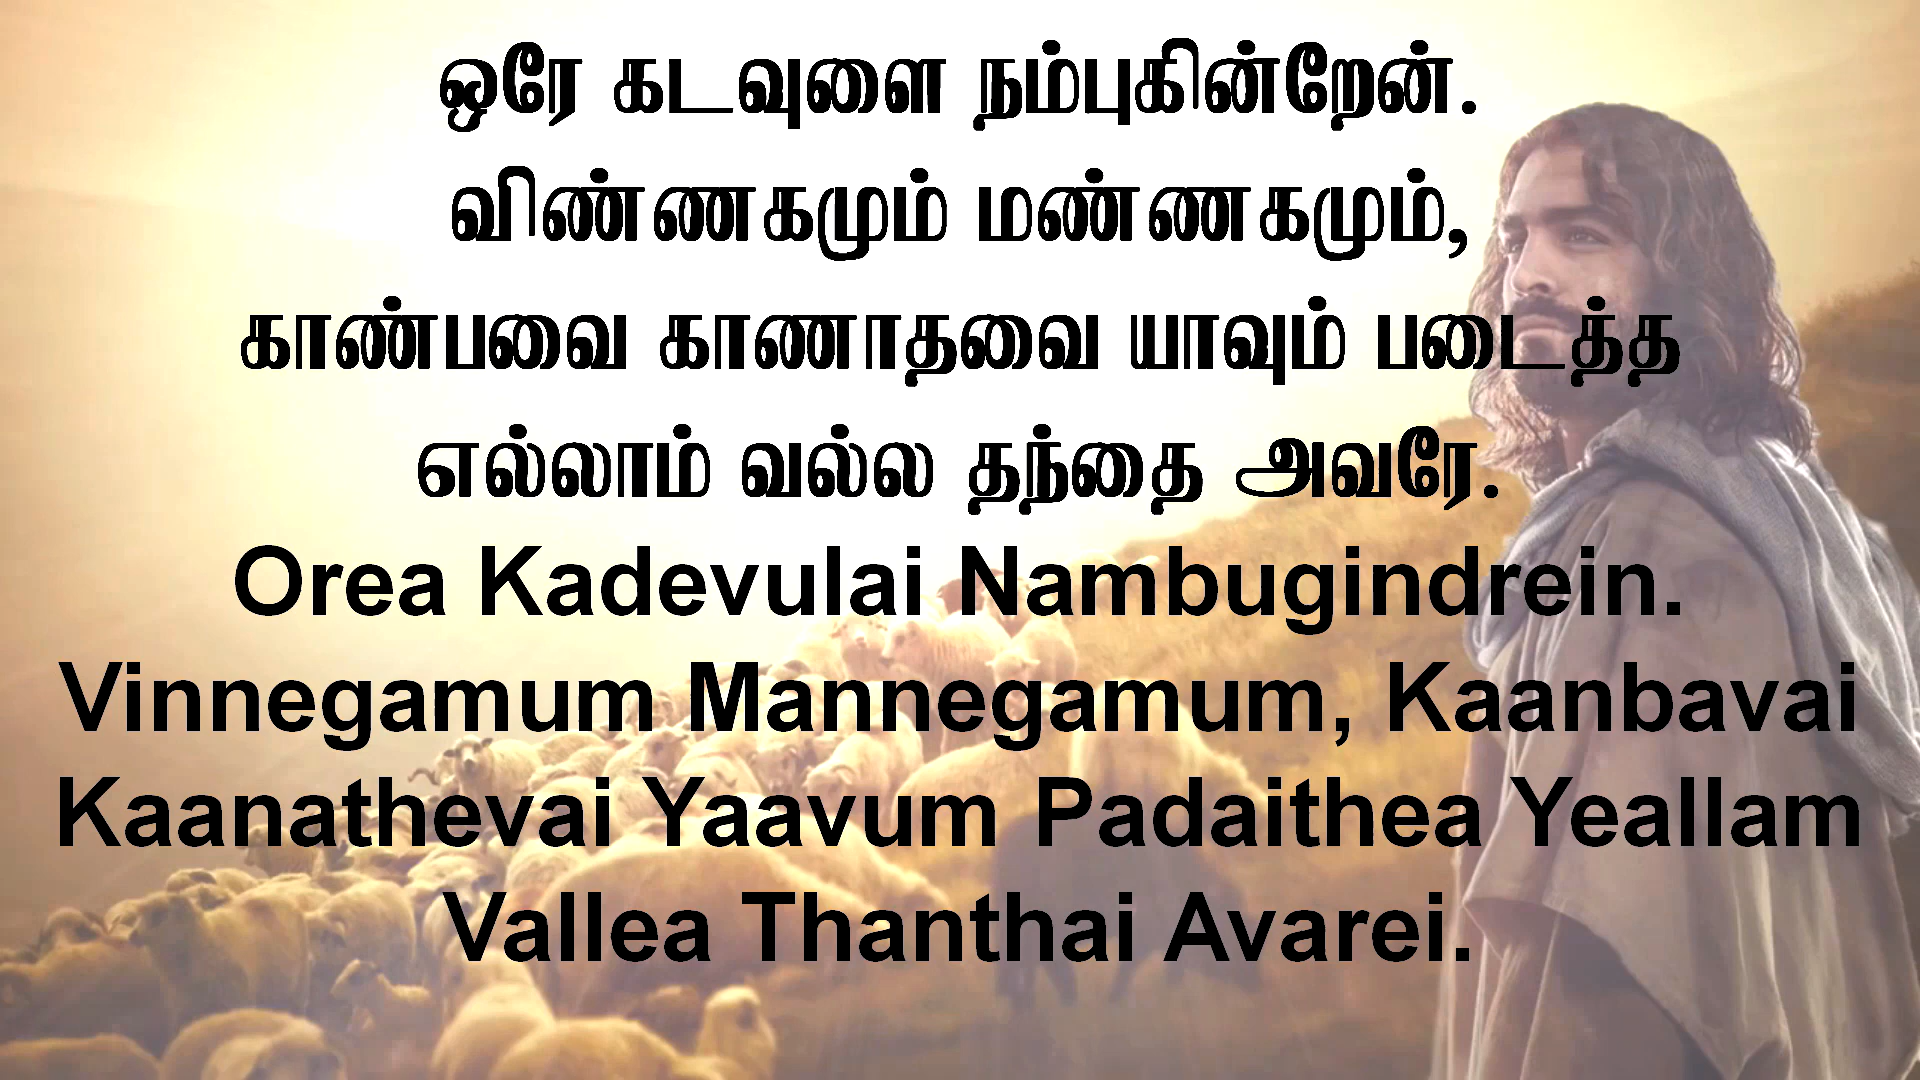 ஒரே கடவுளை நம்புகின்றேன்.
விண்ணகமும் மண்ணகமும்,
காண்பவை காணாதவை யாவும் படைத்த
எல்லாம் வல்ல தந்தை அவரே.
Orea Kadevulai Nambugindrein.
Vinnegamum Mannegamum, Kaanbavai
Kaanathevai Yaavum Padaithea Yeallam
Vallea Thanthai Avarei.